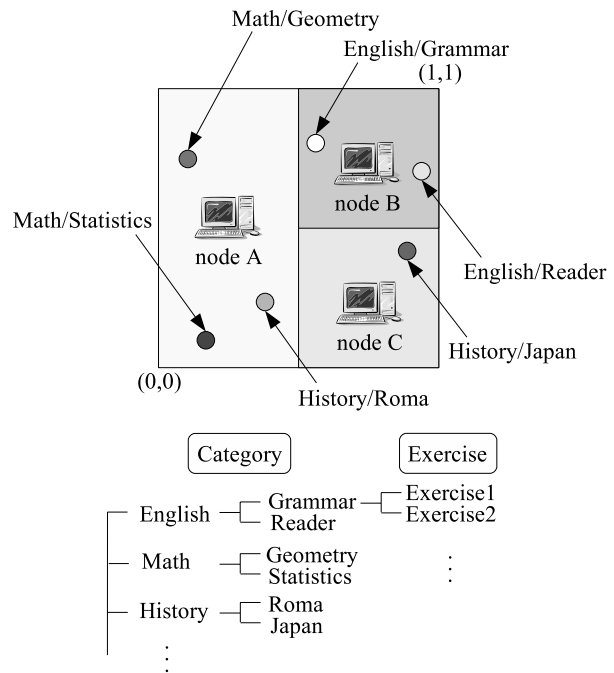 Math/Geometry
English/Grammar
(1,1)
node B
Math/Statistics
node A
English/Reader
node C
History/Japan
(0,0)
History/Roma
Category
Exercise
English
Grammar
Reader
Exercise1
Exercise2
Math
Geometry
Statistics
History
Roma
Japan